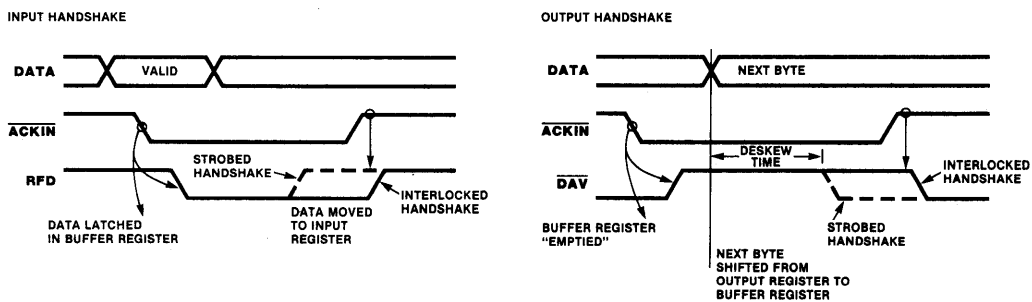 INPUT HANDSHAKE
DATA
VALID
ACKIN
RFD
STROBED
HANDSHAKE
INTERLOCKED
HANDSHAKE
DATA LATCHED
IN BUFFER REGISTER
DATA MOVED
TO INPUT
REGISTER
OUTPUT HANDSHAKE
DATA
NEXT BYTE
ACKIN
DESKEW
TIME
DAV
INTERLOCKED
HANDSHAKE
BUFFER REGISTER
"EMPTIED"
STROBED
HANDSHAKE
NEXT BYTE
SHIFTED FROM
OUTPUT REGISTER TO
BUFFER REGISTER